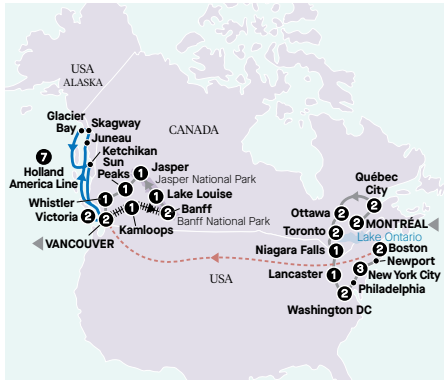 USA
ALASKA
Glacier
Bay
Skagway
Juneau
Ketchikan
CANADA
7
Holland
America Line
Sun
Peaks
1
1
Jasper
Jasper National Park
Whistler
1
1
Lake Louise
Victoria
2
2
1
2
Banff
Banff National Park
VANCOUVER
Kamloops
Québec
City
2
Ottawa
2
2
MONTRÉAL
Toronto
2
Lake Ontario
Niagara Falls
1
2
Boston
Newport
USA
Lancaster
1
3
New York City
Philadelphia
2
Washington DC